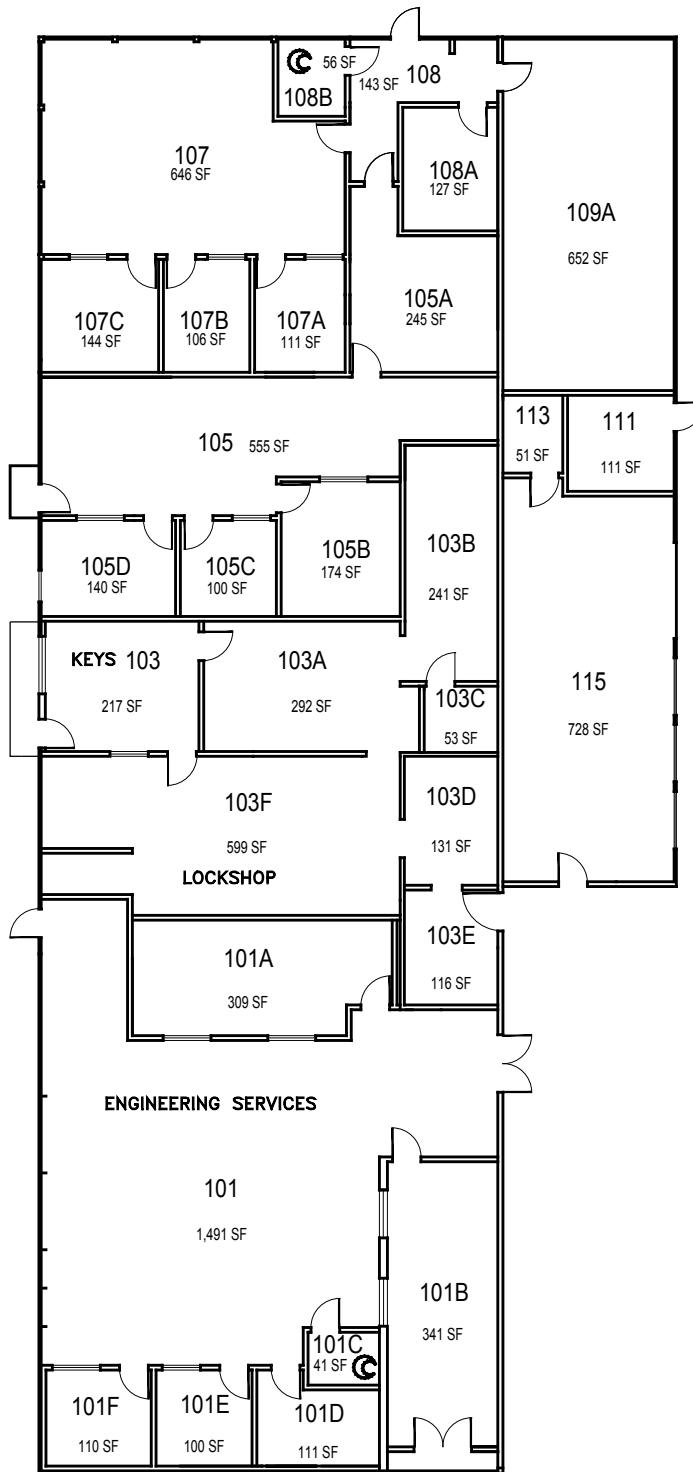 56 SF
108B
143 SF
108
107
646 SF
108A
127 SF
109A
652 SF
107C
144 SF
107B
106 SF
107A
111 SF
105A
245 SF
105
555 SF
113
51 SF
111
111 SF
105D
140 SF
105C
100 SF
105B
174 SF
103B
241 SF
KEYS 103
217 SF
103A
292 SF
103C
53 SF
115
728 SF
103F
599 SF
LOCKSHOP
103D
131 SF
101A
309 SF
103E
116 SF
ENGINEERING SERVICES
101
1,491 SF
101B
341 SF
101C
41 SF
101F
110 SF
101E
100 SF
101D
111 SF